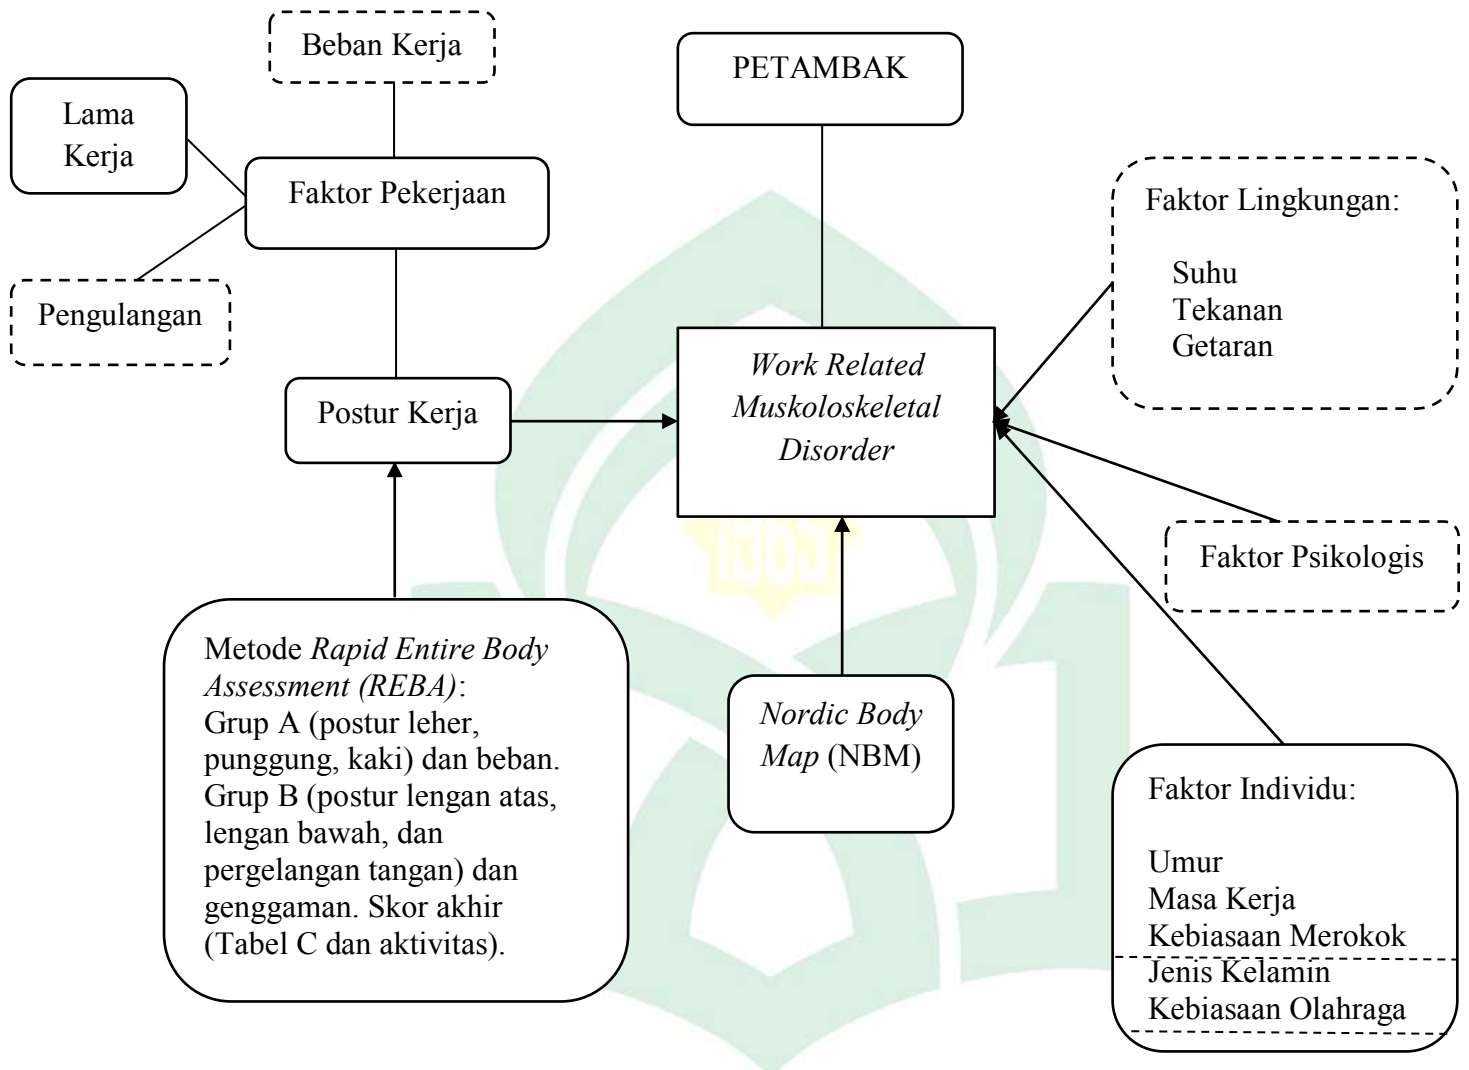 Beban Kerja
PETAMBAK
Lama
Kerja
Faktor Pekerjaan
Faktor Lingkungan:
Suhu
Tekanan
Getaran
Pengulangan
Postur Kerja
Work Related
Muskoloskeletal
Disorder
1965
Faktor Psikologis
Metode Rapid Entire Body
Assessment (REBA):
Grup A (postur leher,
punggung, kaki) dan beban.
Grup B (postur lengan atas,
lengan bawah, dan
pergelangan tangan) dan
genggaman. Skor akhir
(Tabel C dan aktivitas).
Nordic Body
Map (NBM)
Faktor Individu:
Umur
Masa Kerja
Kebiasaan Merokok
Jenis Kelamin
Kebiasaan Olahraga